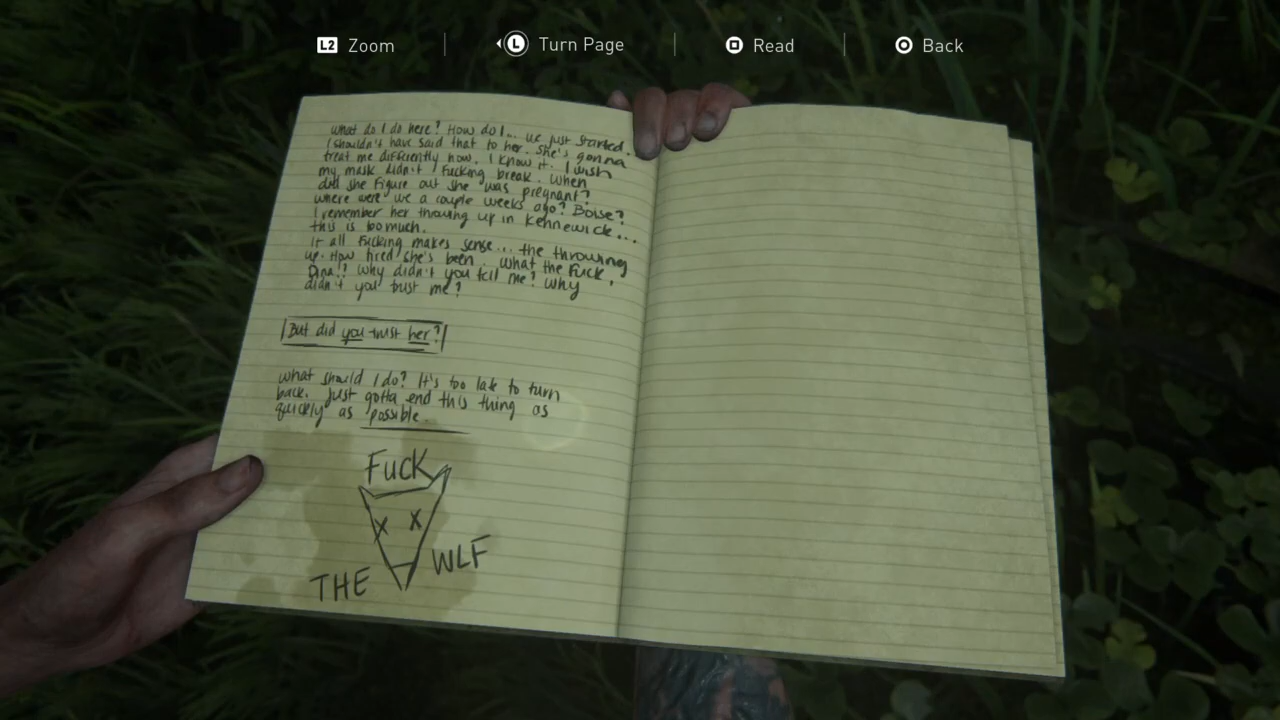 L2 Zoom
L Turn Page
Read
Back
What do I do here? How do I... we just started.
I shouldn't have said that to her. She's gonna
treat me differently now. I know it. I wish
my mask didn't fucking break. When
did she figure out she was pregnant?
Where were we a couple weeks ago? Boise?
I remember her throwing up in Kennewick...
this is too much.
It all fucking makes sense... the throwing
up. How tired she's been. What the fuck,
Dina!? Why didn't you tell me? Why
didn't you trust me?
But did you trust her?
What should I do? It's too late to turn
back. Just gotta end this thing as
quickly as possible.
Fuck
THE WLF